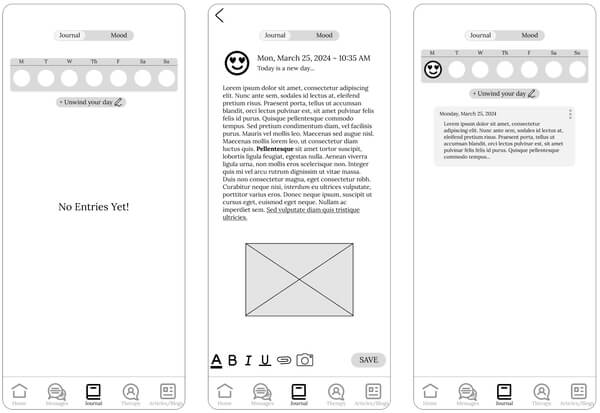 Journal Mood
M T W Th F Sa Su
+ Unwind your day
No Entries Yet!
Home Messages Journal Therapy Articles/Blogs
Journal Mood
Mon, March 25, 2024 ~ 10:35 AM
Today is a new day...
Lorem ipsum dolor sit amet, consectetur adipiscing
elit. Nunc ante sem, sodales id lectus at, eleifend
pretium risus. Praesent porta, tellus ut accumsan
blandit, orci lectus pulvinar est, sit amet pulvinar felis
felis id purus. Quisque pellentesque commodo
tempus. Sed pretium condimentum diam, vel facilisis
purus. Mauris vel mollis leo. Maecenas sed augue nisl.
Maecenas mollis lorem leo, ut consectetur diam
luctus quis. Pellentesque sit amet tortor suscipit,
lobortis ligula feugiat, egestas nulla. Aenean viverra
ligula urna, non mollis eros scelerisque non. Integer
quis mi vel arcu rutrum dignissim ut vitae massa.
Duis non consectetur magna, eget consectetur nibh.
Curabitur neque nisi, interdum eu ultrices vulputate,
porttitor varius eros. Donec neque ipsum, suscipit ut
cursus eget, euismod eget neque. Nullam ac
imperdiet sem. Sed vulputate diam quis tristique
ultricies.
A B I U SAVE
Home Messages Journal Therapy Articles/Blogs
Journal Mood
M T W Th F Sa Su
+ Unwind your day
Monday, March 25, 2024
Lorem ipsum dolor sit amet, consectetur
adipiscing elit. Nunc ante sem, sodales id lectus at,
eleifend pretium risus. Praesent porta, tellus ut
accumsan blandit, orci lectus pulvinar est, sit amet
pulvinar felis felis id purus. Quisque pellentesque
commodo tempus...
Home Messages Journal Therapy Articles/Blogs